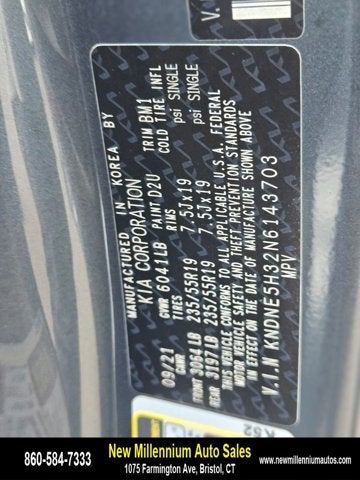 MANUFACTURED IN KOREA BY
KIA CORPORATION
09/21 GVWR 6041LB PAINT D2U TRIM BM1
GAWR TIRES RIMS COLD TIRE INFL
FRONT 3064LB 235/55R19 7.5Jx19 psi SINGLE
REAR 3197LB 235/55R19 7.5Jx19 psi SINGLE
THIS VEHICLE CONFORMS TO ALL APPLICABLE U.S.A. FEDERAL
MOTOR VEHICLE SAFETY AND THEFT PREVENTION STANDARDS
IN EFFECT ON THE DATE OF MANUFACTURE SHOWN ABOVE
V.I.N KNDNE5H32N6143703
MPV
V.I
K52
860-584-7333
New Millennium Auto Sales
1075 Farmington Ave, Bristol, CT
www.newmillenniumautos.com